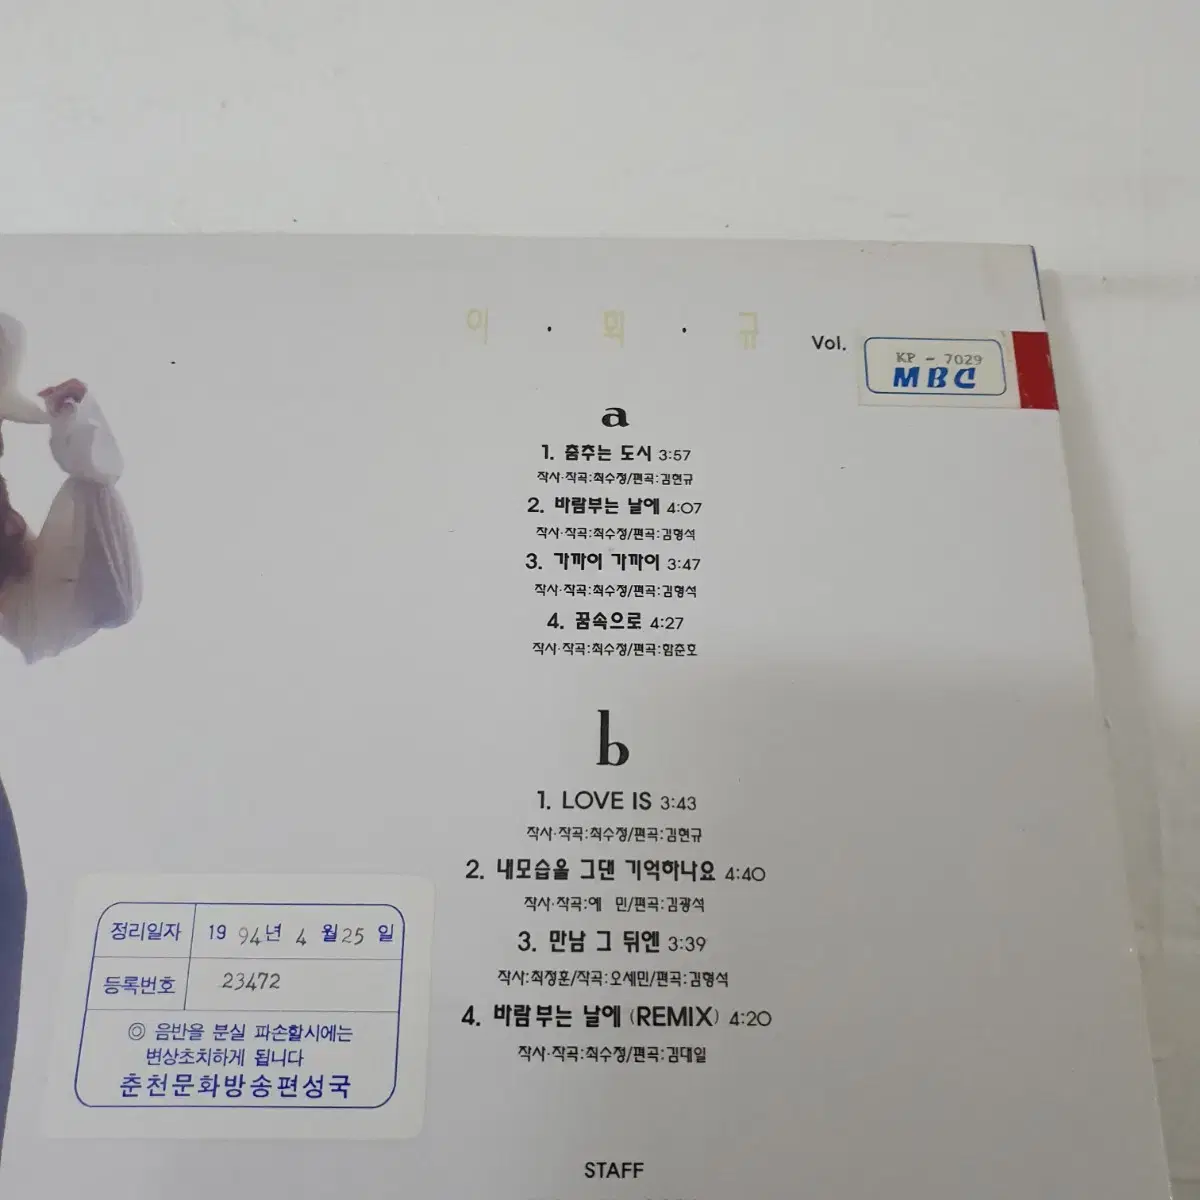 이 · 희 · 규 Vol.
KP - 7029
MBC
a
1. 춤추는 도시 3:57
작사·작곡:최수정/편곡:김현규
2. 바람부는 날에 4:07
작사·작곡:최수정/편곡:김형석
3. 가까이 가까이 3:47
작사·작곡:최수정/편곡:김형석
4. 꿈속으로 4:27
작사·작곡:최수정/편곡:함춘호
b
1. LOVE IS 3:43
작사·작곡:최수정/편곡:김현규
2. 내모습을 그댄 기억하나요 4:40
작사·작곡:예 민/편곡:김광석
3. 만남 그 뒤엔 3:39
작사:최정훈/작곡:오세민/편곡:김형석
4. 바람부는 날에 (REMIX) 4:20
작사·작곡:최수정/편곡:김대일
STAFF
정리일자 1994년 4월 25일
등록번호 23472
◎ 음반을 분실 파손할시에는
변상조치하게 됩니다
춘천문화방송편성국